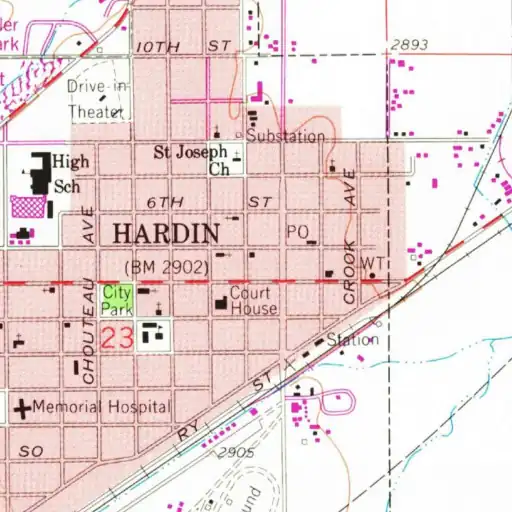 10TH ST
2893
Drive-in
Theater
Substation
High
Sch
St Joseph
Ch
6TH ST
CHOUTEAU AVE
HARDIN
PO
CROOK AVE
(BM 2902)
WT
City
Park
Court
House
23
Station
Memorial Hospital
RY ST
SO
2905